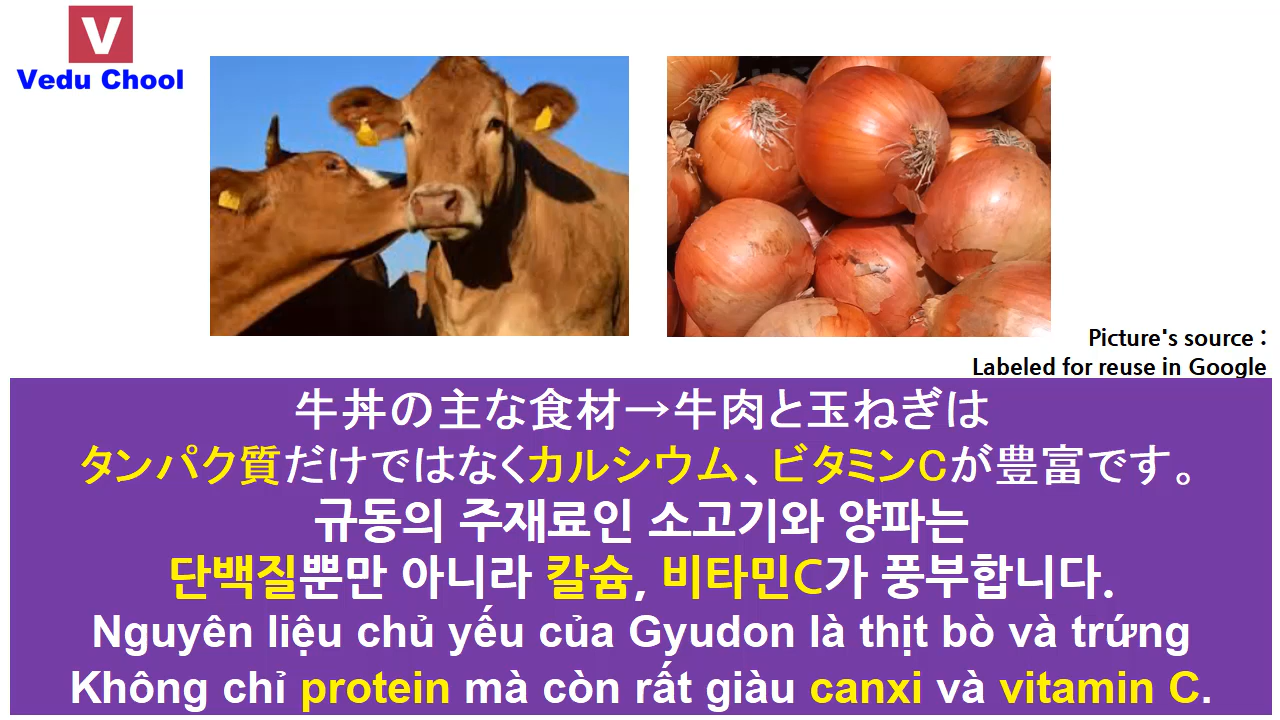 V
Vedu Chool
Picture's source :
Labeled for reuse in Google
牛丼の主な食材→牛肉と玉ねぎは
タンパク質だけではなくカルシウム、ビタミンCが豊富です。
규동의 주재료인 소고기와 양파는
단백질뿐만 아니라 칼슘, 비타민C가 풍부합니다.
Nguyên liệu chủ yếu của Gyudon là thịt bò và trứng
Không chỉ protein mà còn rất giàu canxi và vitamin C.